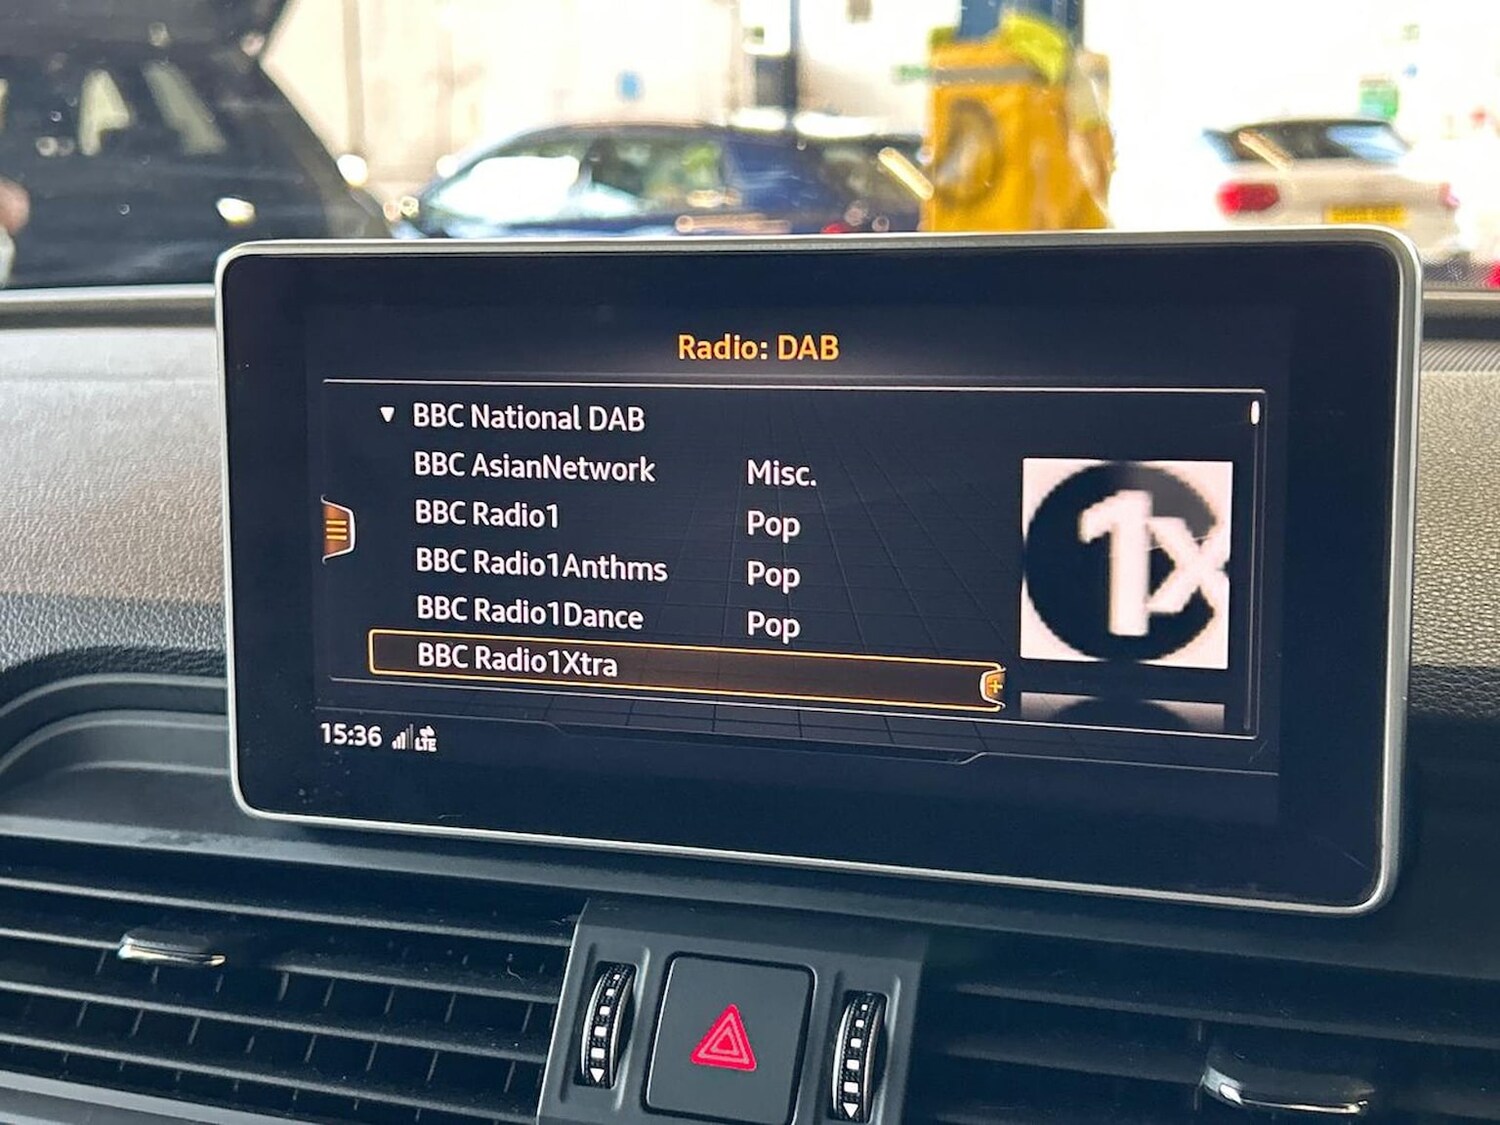 Radio: DAB
BBC National DAB
BBC AsianNetwork Misc.
BBC Radio1 Pop
BBC Radio1Anthms Pop
BBC Radio1Dance Pop
BBC Radio1Xtra
1x
15:36 LTE